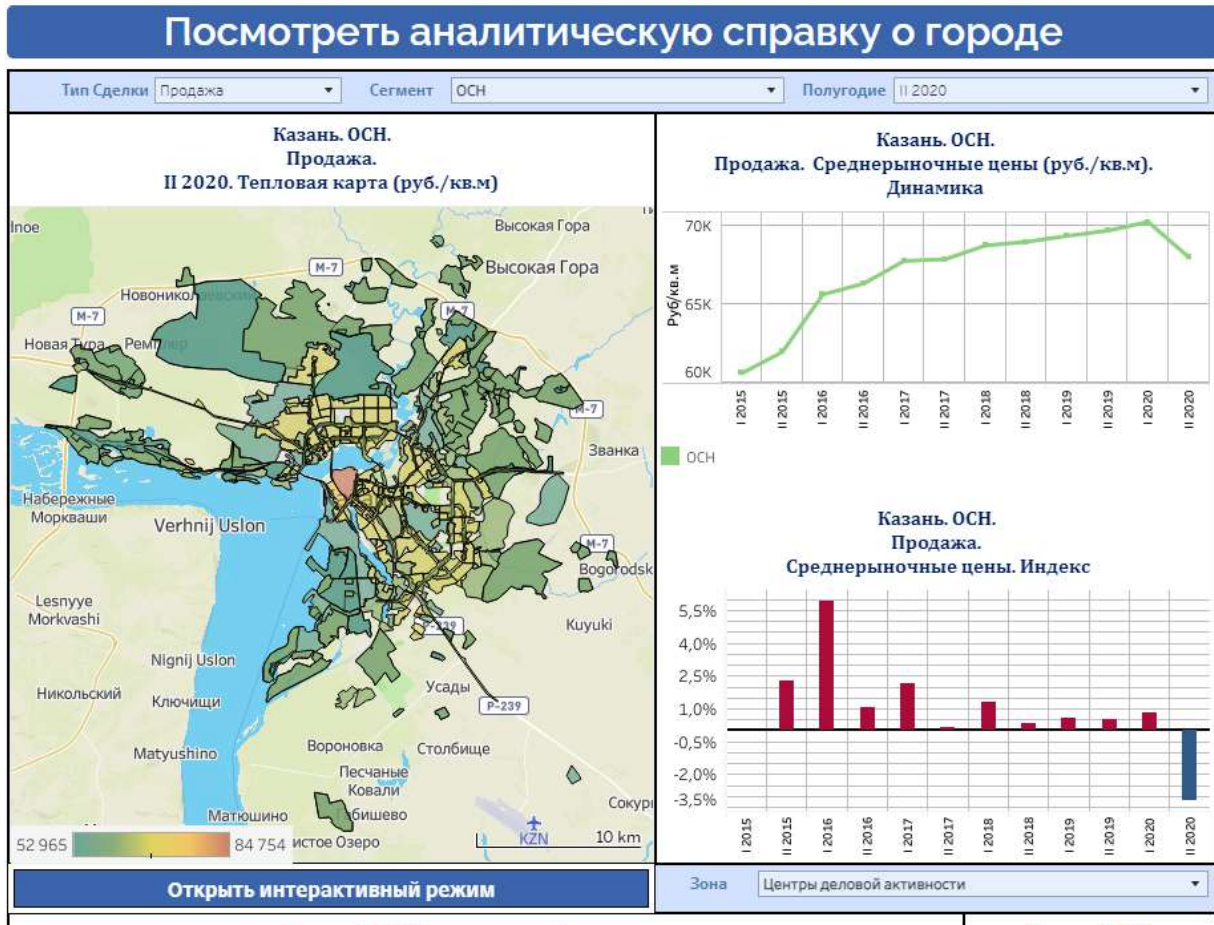 Посмотреть аналитическую справку о городе
Тип Сделки Продажа Сегмент ОСН Полугодие II 2020
Казань. ОСН.
Продажа.
II 2020. Тепловая карта (руб./кв.м)
Высокая Гора
М-7
Высокая Гора
М-7
М-7
Новая Тура
М-7
Званка
Набережные
Моркваши
Verhnij Uslon
М-7
Bogorodsk
Lesnyye
Morkvashi
Р-239
Kuyuki
Nignij Uslon
Никольский
Ключищи
Усады
Р-239
Matyushino
Вороновка
Столбище
Песчаные
Ковали
Матюшино
бишево
Сокуры
истое Озеро
KZN
10 km
52 965
84 754
Открыть интерактивный режим
Казань. ОСН.
Продажа. Среднерыночные цены (руб./кв.м).
Динамика
Руб/кв.м
70K
65K
60K
I 2015
II 2015
I 2016
II 2016
I 2017
II 2017
I 2018
II 2018
I 2019
II 2019
I 2020
II 2020
ОСН
Казань. ОСН.
Продажа.
Среднерыночные цены. Индекс
5,5%
4,0%
2,5%
1,0%
-0,5%
-2,0%
-3,5%
I 2015
II 2015
I 2016
II 2016
I 2017
II 2017
I 2018
II 2018
I 2019
II 2019
I 2020
II 2020
Зона Центры деловой активности